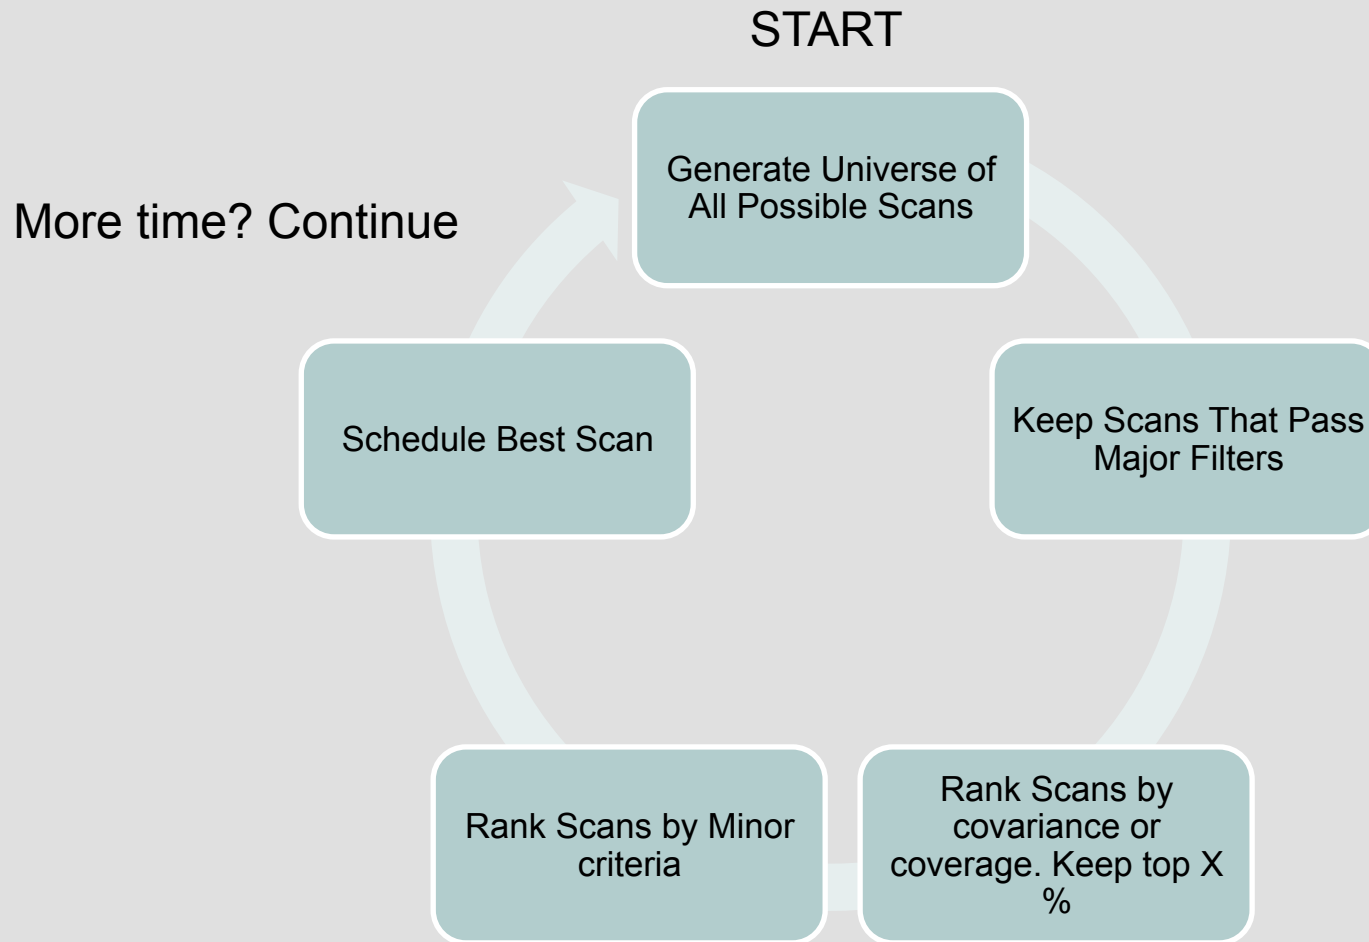 START
Generate Universe of
All Possible Scans
More time? Continue
Keep Scans That Pass
Major Filters
Rank Scans by
covariance or
coverage. Keep top X
%
Rank Scans by Minor
criteria
Schedule Best Scan